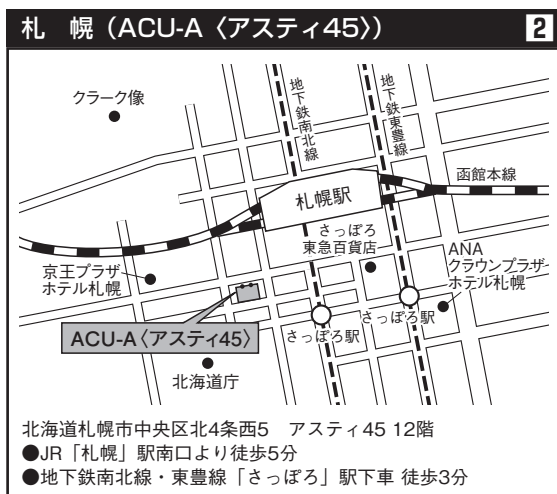 札　幌（ACU-A〈アスティ45〉）
2
クラーク像
地下鉄南北線
地下鉄東豊線
函館本線
札幌駅
さっぽろ
東急百貨店
ANA
クラウンプラザ
ホテル札幌
京王プラザ
ホテル札幌
さっぽろ駅
さっぽろ駅
ACU-A〈アスティ45〉
北海道庁
北海道札幌市中央区北4条西5　アスティ45 12階
●JR「札幌」駅南口より徒歩5分
●地下鉄南北線・東豊線「さっぽろ」駅下車 徒歩3分